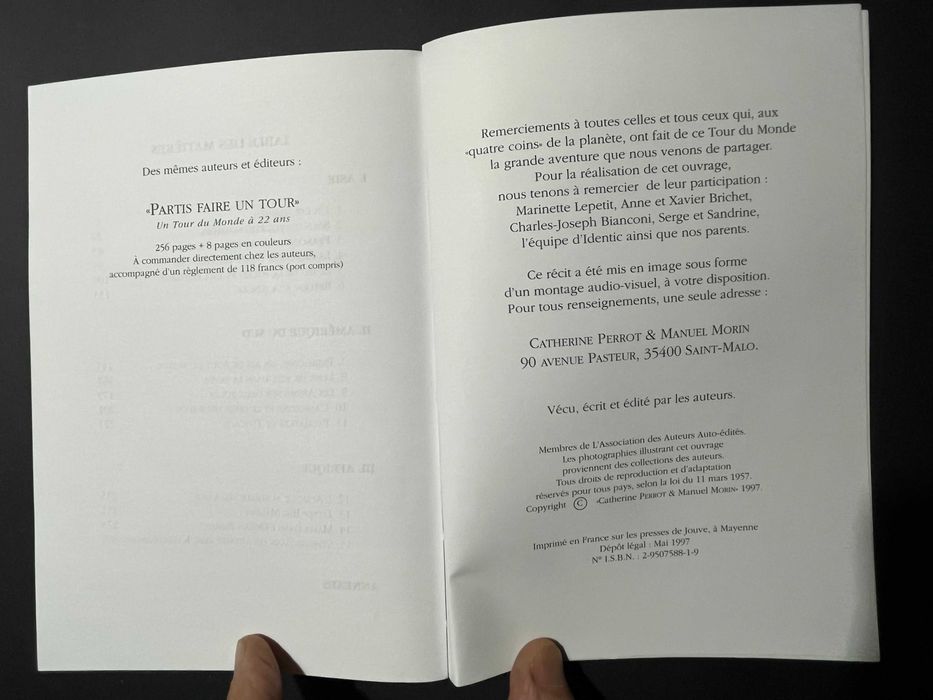 Des mêmes auteurs et éditeurs :
«PARTIS FAIRE UN TOUR»
Un Tour du Monde à 22 ans
256 pages + 8 pages en couleurs
À commander directement chez les auteurs,
accompagné d'un règlement de 118 francs (port compris)
Remerciements à toutes celles et tous ceux qui, aux
«quatre coins» de la planète, ont fait de ce Tour du Monde
la grande aventure que nous venons de partager.
Pour la réalisation de cet ouvrage,
nous tenons à remercier de leur participation :
Marinette Lepetit, Anne et Xavier Brichet,
Charles-Joseph Bianconi, Serge et Sandrine,
l'équipe d'Identic ainsi que nos parents.
Ce récit a été mis en image sous forme
d'un montage audio-visuel, à votre disposition.
Pour tous renseignements, une seule adresse :
CATHERINE PERROT & MANUEL MORIN
90 AVENUE PASTEUR, 35400 SAINT-MALO.
Vécu, écrit et édité par les auteurs.
Membres de L'Association des Auteurs Auto-édités.
Les photographies illustrant cet ouvrage
proviennent des collections des auteurs.
Tous droits de reproduction et d'adaptation
réservés pour tous pays, selon la loi du 11 mars 1957.
Copyright © «Catherine PERROT & Manuel MORIN» 1997.
Imprimé en France sur les presses de Jouve, à Mayenne
Dépôt légal : Mai 1997
N° I.S.B.N. : 2-9507588-1-9